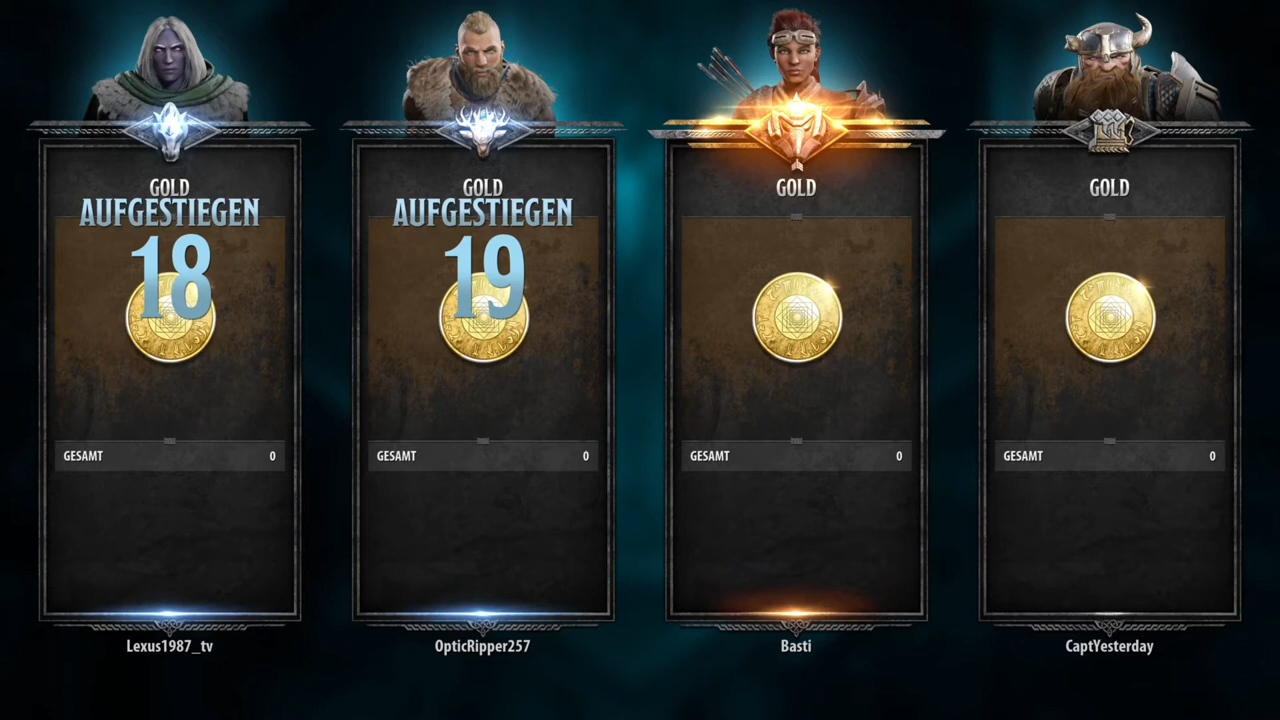 GOLD
AUFGESTIEGEN
18
GESAMT 0
Lexus1987_tv
GOLD
AUFGESTIEGEN
19
GESAMT 0
OpticRipper257
GOLD
GESAMT 0
Basti
GOLD
GESAMT 0
CaptYesterday